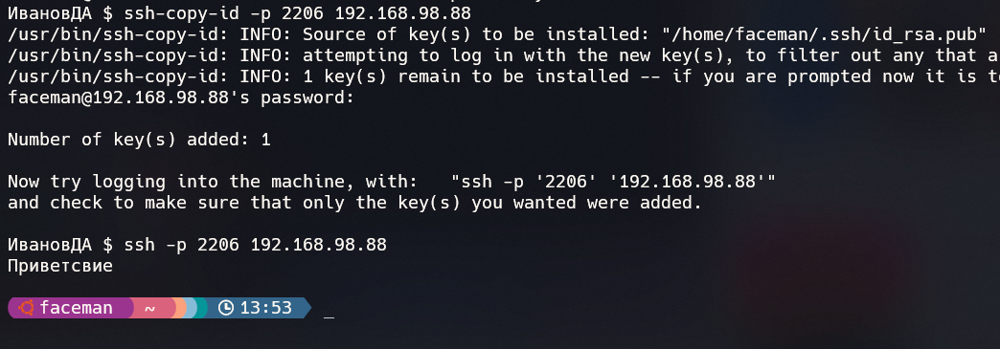 ИвановДА $ ssh-copy-id -p 2206 192.168.98.88
/usr/bin/ssh-copy-id: INFO: Source of key(s) to be installed: "/home/faceman/.ssh/id_rsa.pub"
/usr/bin/ssh-copy-id: INFO: attempting to log in with the new key(s), to filter out any that a
/usr/bin/ssh-copy-id: INFO: 1 key(s) remain to be installed -- if you are prompted now it is t
faceman@192.168.98.88's password:
Number of key(s) added: 1
Now try logging into the machine, with:   "ssh -p '2206' '192.168.98.88'"
and check to make sure that only the key(s) you wanted were added.
ИвановДА $ ssh -p 2206 192.168.98.88
Приветсвие
faceman ~ 13:53 _